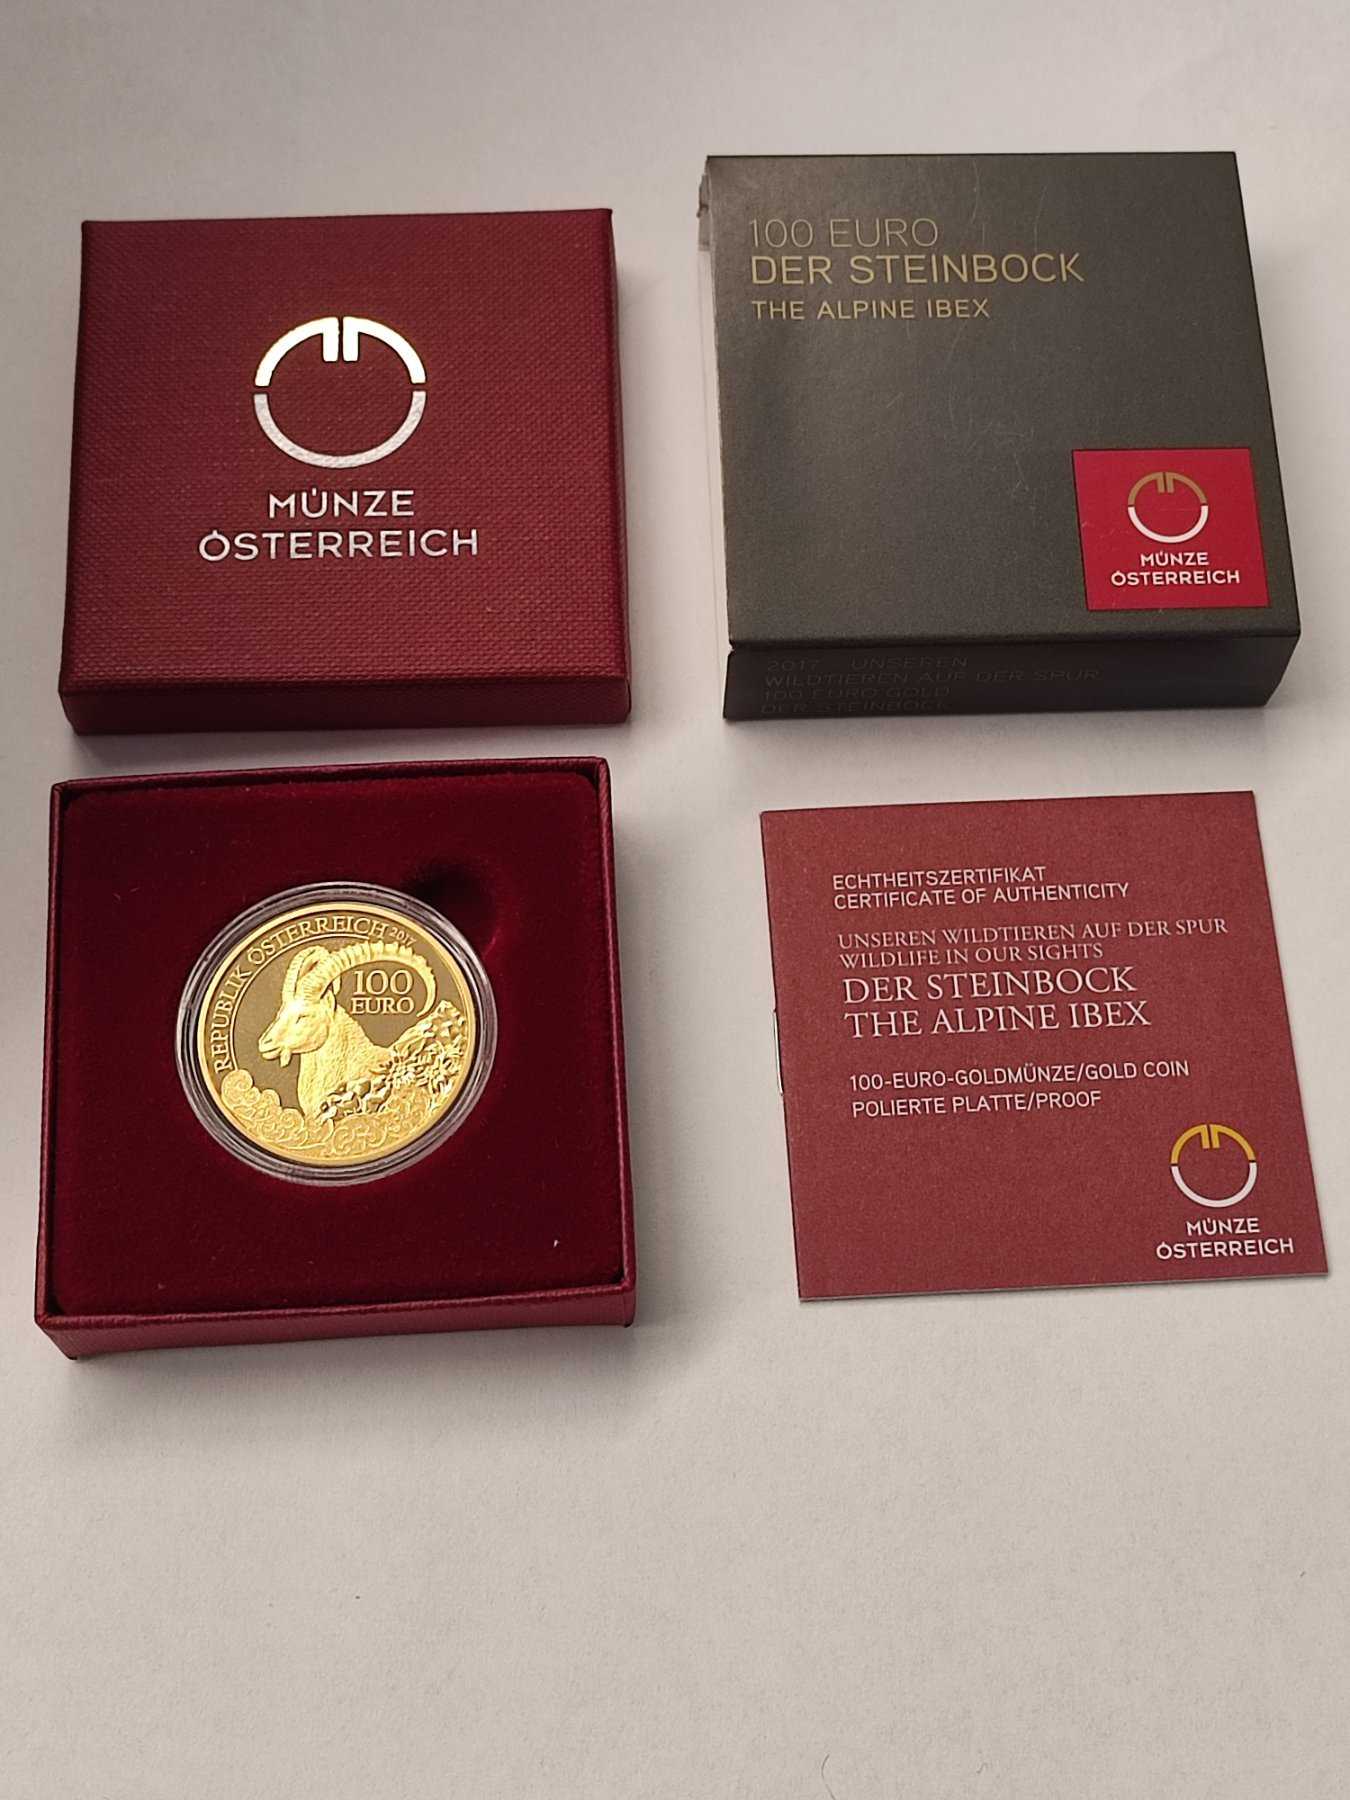 MÜNZE
ÖSTERREICH
100 EURO
DER STEINBOCK
THE ALPINE IBEX
MÜNZE
ÖSTERREICH
2017 UNSEREN
WILDTIEREN AUF DER SPUR
100 EURO GOLD
DER STEINBOCK
REPUBLIK ÖSTERREICH 2017
100
EURO
ECHTHEITSZERTIFIKAT
CERTIFICATE OF AUTHENTICITY
UNSEREN WILDTIEREN AUF DER SPUR
WILDLIFE IN OUR SIGHTS
DER STEINBOCK
THE ALPINE IBEX
100-EURO-GOLDMÜNZE/GOLD COIN
POLIERTE PLATTE/PROOF
MÜNZE
ÖSTERREICH